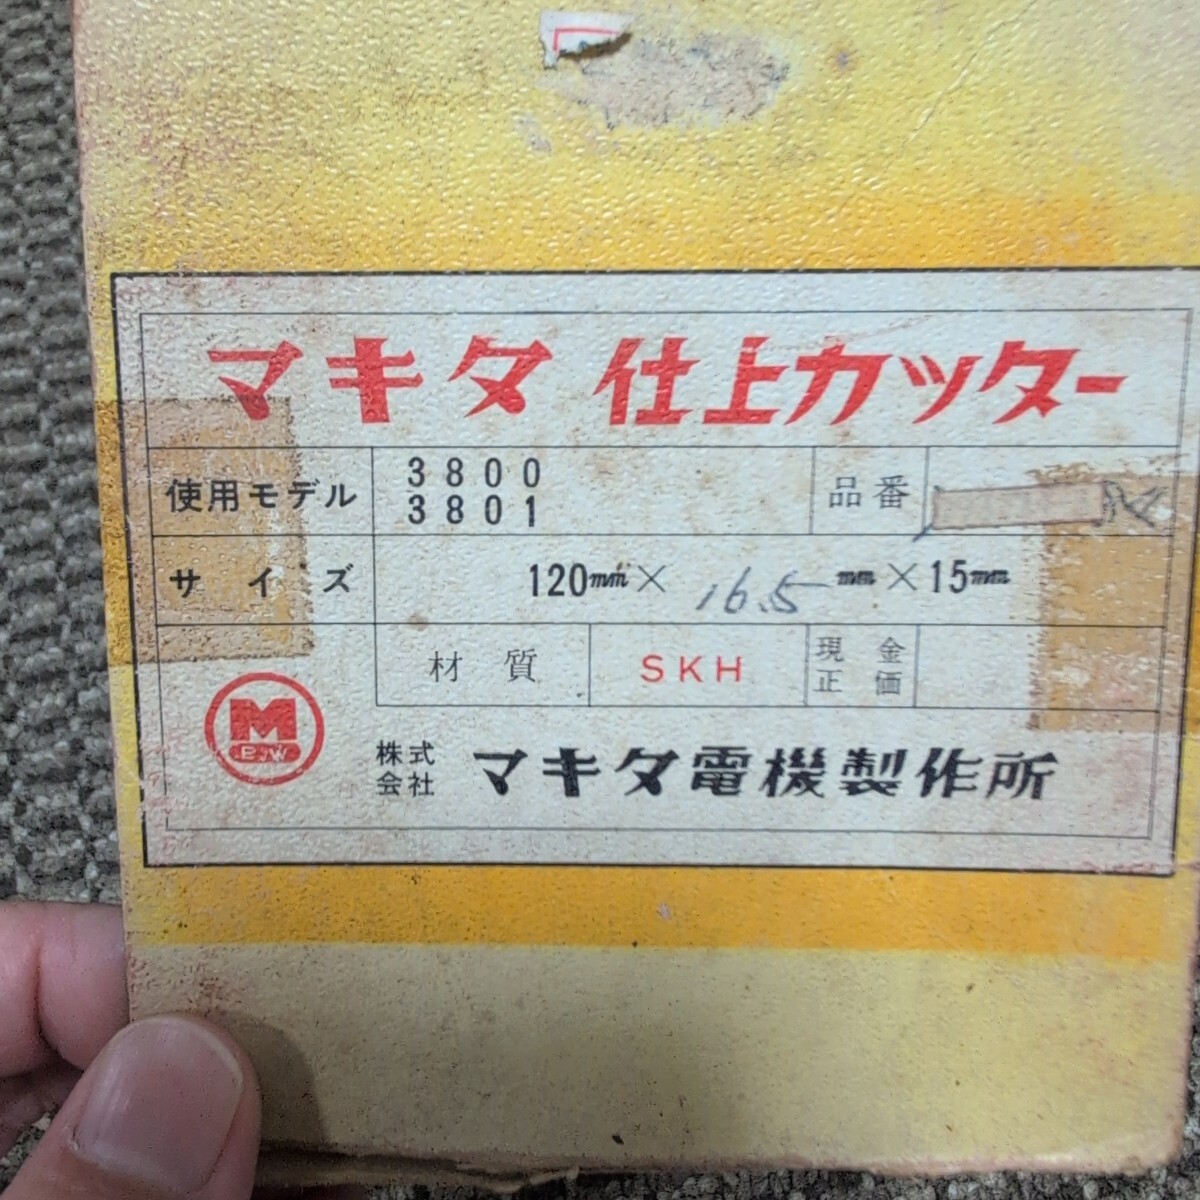 マキタ 仕上カッター
使用モデル 3800 3801 品番
サイズ 120mm × 16.5 mm × 15mm
材質 SKH 現金正価
M
E.W
株式会社 マキタ電機製作所